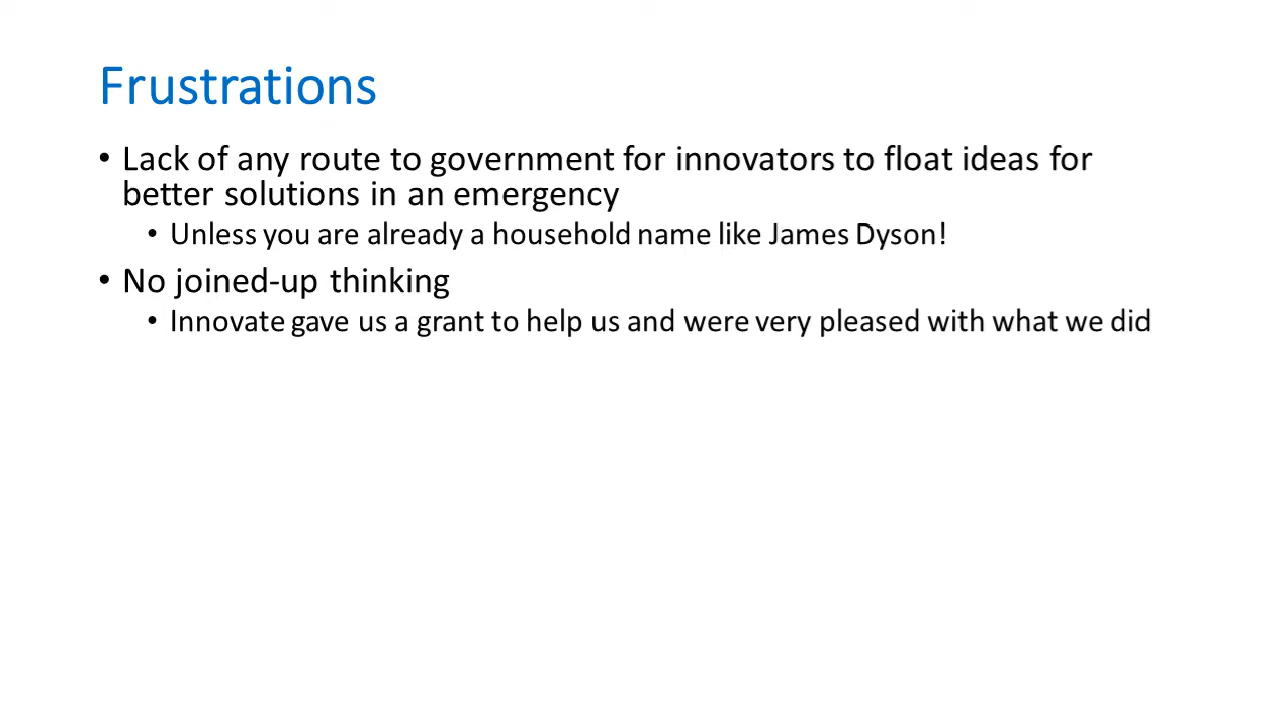 Frustrations
• Lack of any route to government for innovators to float ideas for
better solutions in an emergency
• Unless you are already a household name like James Dyson!
• No joined-up thinking
• Innovate gave us a grant to help us and were very pleased with what we did